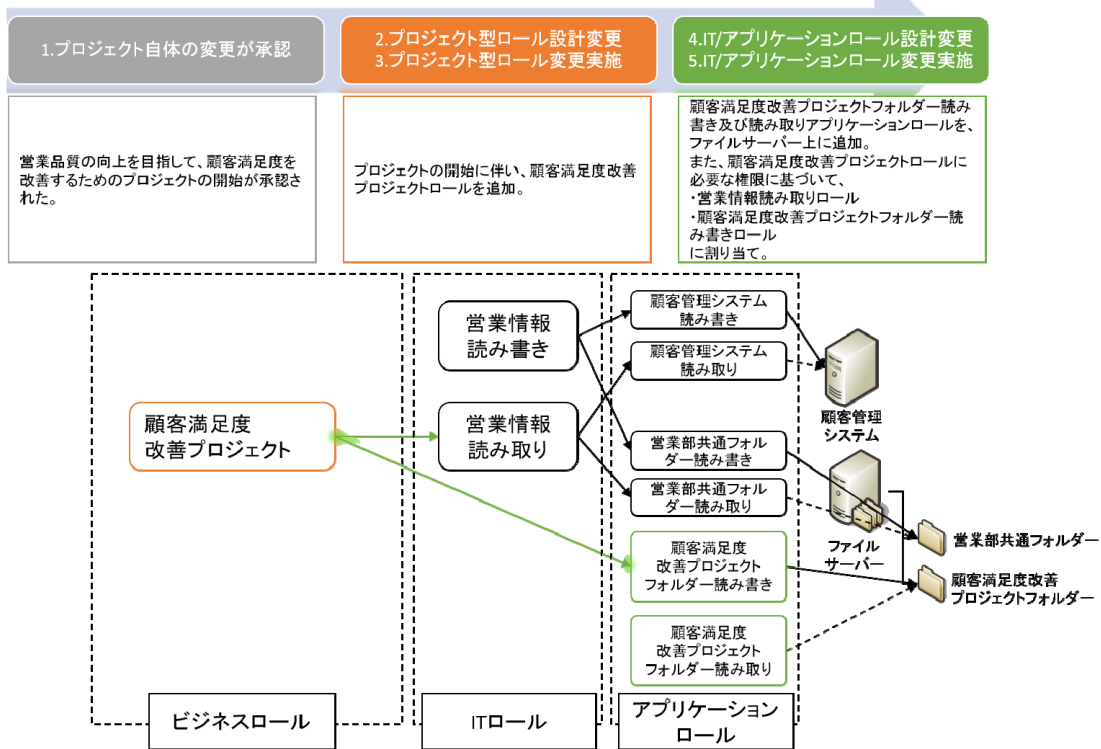 1.プロジェクト自体の変更が承認
2.プロジェクト型ロール設計変更
3.プロジェクト型ロール変更実施
4.IT/アプリケーションロール設計変更
5.IT/アプリケーションロール変更実施
営業品質の向上を目指して、顧客満足度を
改善するためのプロジェクトの開始が承認
された。
プロジェクトの開始に伴い、顧客満足度改善
プロジェクトロールを追加。
顧客満足度改善プロジェクトフォルダー読み
書き及び読み取りアプリケーションロールを、
ファイルサーバー上に追加。
また、顧客満足度改善プロジェクトロールに
必要な権限に基づいて、
・営業情報読み取りロール
・顧客満足度改善プロジェクトフォルダー読
み書きロール
に割り当て。
顧客満足度
改善プロジェクト
営業情報
読み書き
営業情報
読み取り
顧客管理システム
読み書き
顧客管理システム
読み取り
営業部共通フォル
ダー読み書き
営業部共通フォル
ダー読み取り
顧客満足度
改善プロジェクト
フォルダー読み書き
顧客満足度
改善プロジェクト
フォルダー読み取り
顧客管理
システム
ファイル
サーバー
営業部共通フォルダー
顧客満足度改善
プロジェクトフォルダー
ビジネスロール
ITロール
アプリケーション
ロール